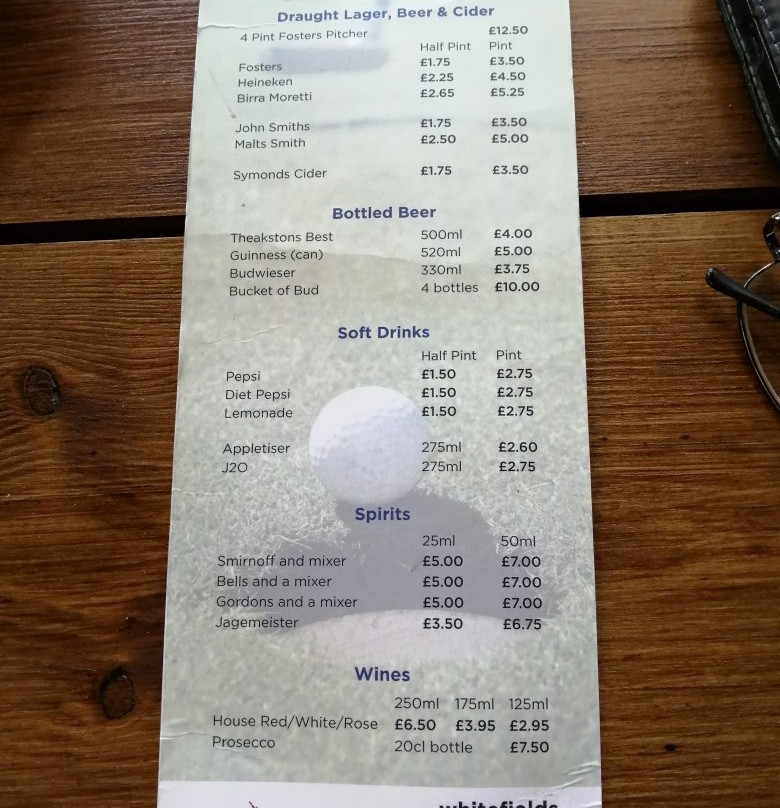 Draught Lager, Beer & Cider
4 Pint Fosters Pitcher £12.50
Half Pint Pint
Fosters £1.75 £3.50
Heineken £2.25 £4.50
Birra Moretti £2.65 £5.25
John Smiths £1.75 £3.50
Malts Smith £2.50 £5.00
Symonds Cider £1.75 £3.50
Bottled Beer
Theakstons Best 500ml £4.00
Guinness (can) 520ml £5.00
Budwieser 330ml £3.75
Bucket of Bud 4 bottles £10.00
Soft Drinks
Half Pint Pint
Pepsi £1.50 £2.75
Diet Pepsi £1.50 £2.75
Lemonade £1.50 £2.75
Appletiser 275ml £2.60
J2O 275ml £2.75
Spirits
25ml 50ml
Smirnoff and mixer £5.00 £7.00
Bells and a mixer £5.00 £7.00
Gordons and a mixer £5.00 £7.00
Jagemeister £3.50 £6.75
Wines
250ml 175ml 125ml
House Red/White/Rose £6.50 £3.95 £2.95
Prosecco 20cl bottle £7.50
whitefields